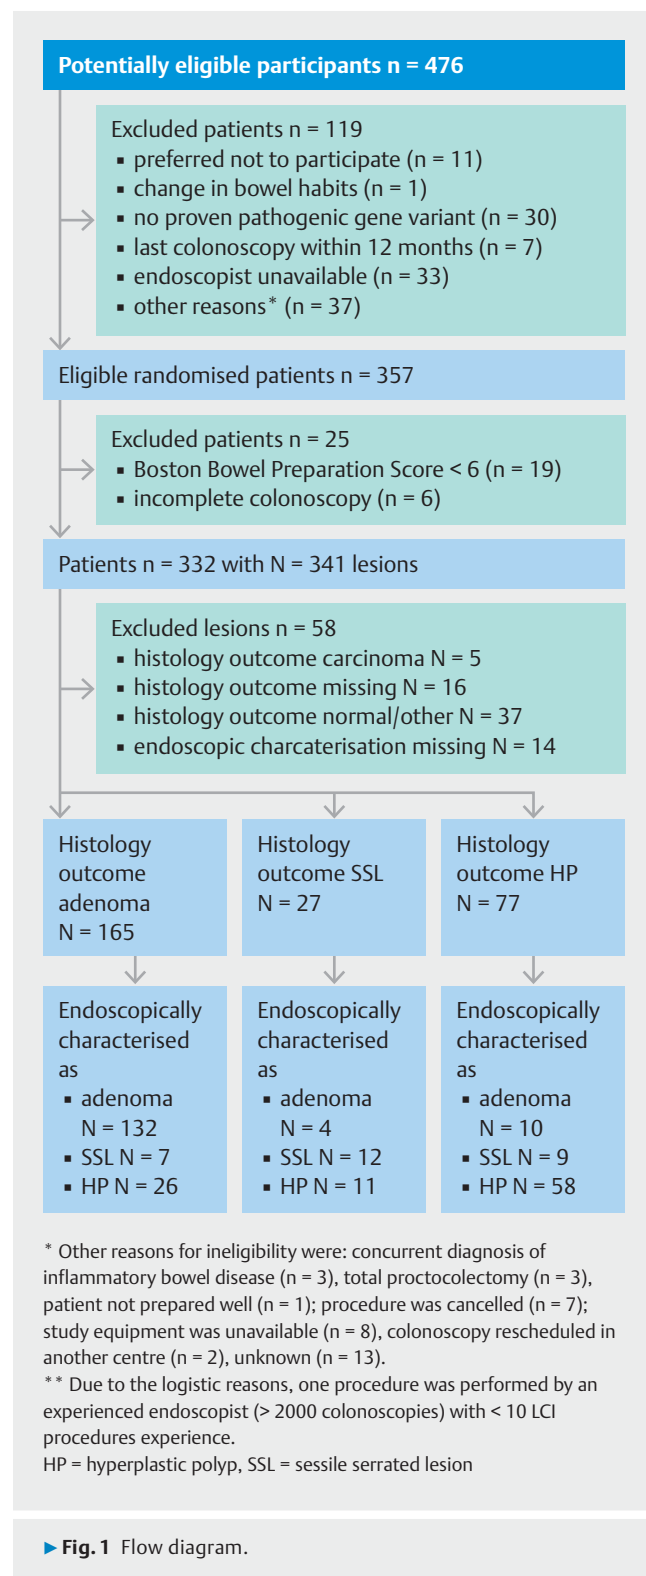 Potentially eligible participants n = 476
Excluded patients n = 119
▪ preferred not to participate (n = 11)
▪ change in bowel habits (n = 1)
▪ no proven pathogenic gene variant (n = 30)
▪ last colonoscopy within 12 months (n = 7)
▪ endoscopist unavailable (n = 33)
▪ other reasons* (n = 37)
Eligible randomised patients n = 357
Excluded patients n = 25
▪ Boston Bowel Preparation Score < 6 (n = 19)
▪ incomplete colonoscopy (n = 6)
Patients n = 332 with N = 341 lesions
Excluded lesions n = 58
▪ histology outcome carcinoma N = 5
▪ histology outcome missing N = 16
▪ histology outcome normal/other N = 37
▪ endoscopic charcaterisation missing N = 14
Histology
outcome
adenoma
N = 165
Histology
outcome SSL
N = 27
Histology
outcome HP
N = 77
Endoscopically
characterised
as
▪ adenoma
N = 132
▪ SSL N = 7
▪ HP N = 26
Endoscopically
characterised
as
▪ adenoma
N = 4
▪ SSL N = 12
▪ HP N = 11
Endoscopically
characterised
as
▪ adenoma
N = 10
▪ SSL N = 9
▪ HP N = 58
* Other reasons for ineligibility were: concurrent diagnosis of
inflammatory bowel disease (n = 3), total proctocolectomy (n = 3),
patient not prepared well (n = 1); procedure was cancelled (n = 7);
study equipment was unavailable (n = 8), colonoscopy rescheduled in
another centre (n = 2), unknown (n = 13).
** Due to the logistic reasons, one procedure was performed by an
experienced endoscopist (> 2000 colonoscopies) with < 10 LCI
procedures experience.
HP = hyperplastic polyp, SSL = sessile serrated lesion
▶ Fig. 1 Flow diagram.